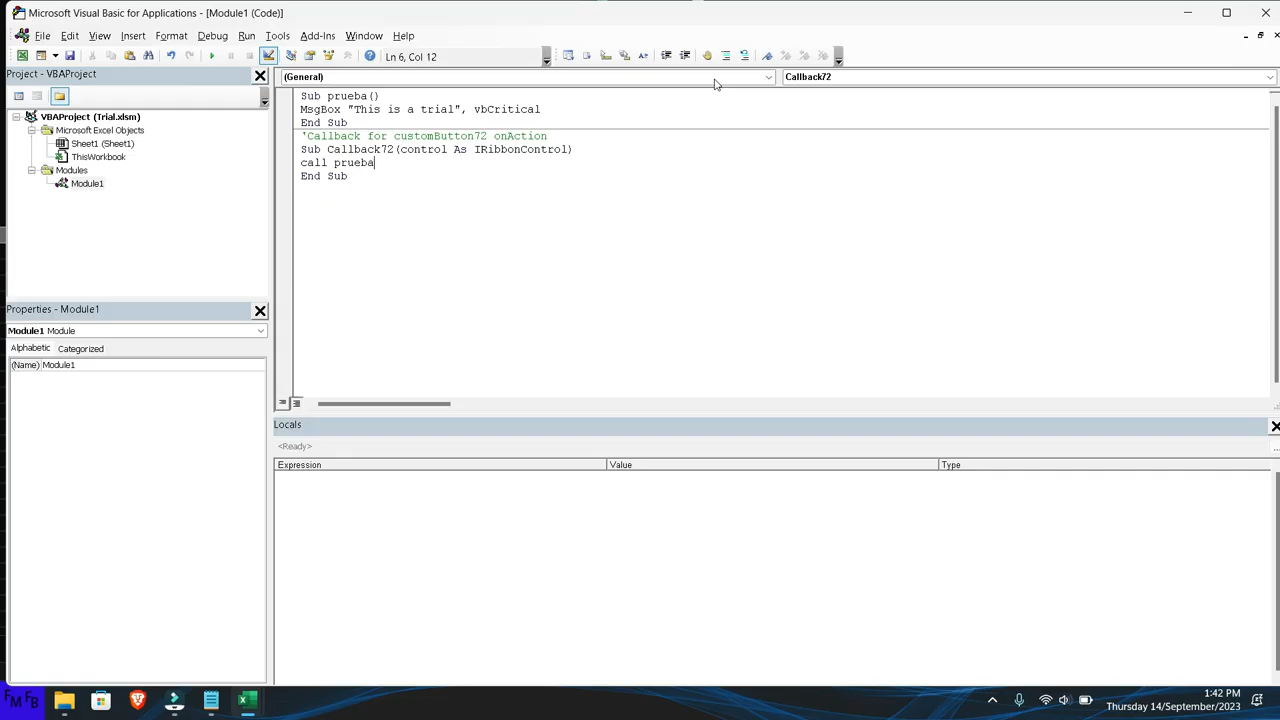 Microsoft Visual Basic for Applications - [Module1 (Code)]
File Edit View Insert Format Debug Run Tools Add-Ins Window Help
Ln 6, Col 12
Project - VBAProject
(General)
Callback72
VBAProject (Trial.xlsm)
Microsoft Excel Objects
Sheet1 (Sheet1)
ThisWorkbook
Modules
Module1
Sub prueba()
MsgBox "This is a trial", vbCritical
End Sub
'Callback for customButton72 onAction
Sub Callback72(control As IRibbonControl)
call prueba
End Sub
Properties - Module1
Module1 Module
Alphabetic Categorized
(Name) Module1
Locals
<Ready>
Expression Value Type
FM FB
1:42 PM
Thursday 14/September/2023